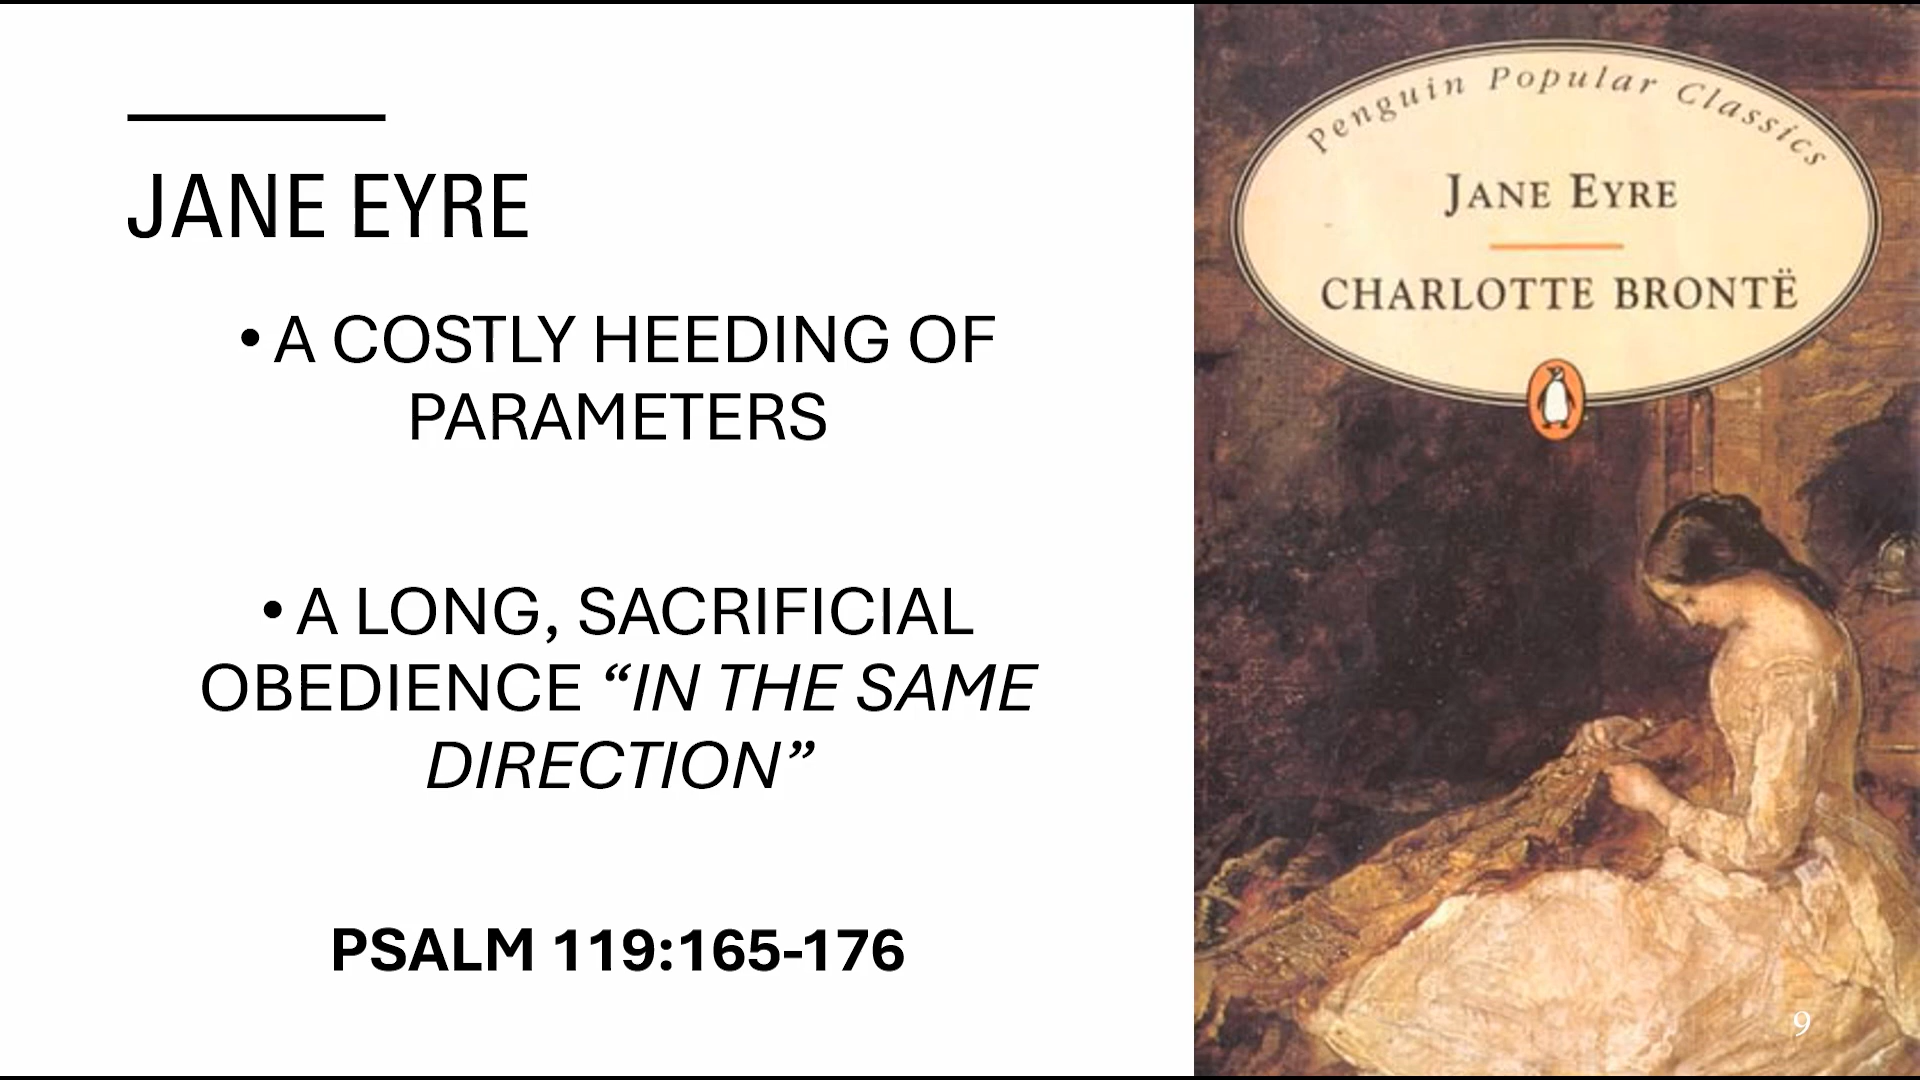 JANE EYRE
• A COSTLY HEEDING OF
PARAMETERS
• A LONG, SACRIFICIAL
OBEDIENCE “IN THE SAME
DIRECTION”
PSALM 119:165-176
Penguin Popular Classics
JANE EYRE
CHARLOTTE BRONTË
9